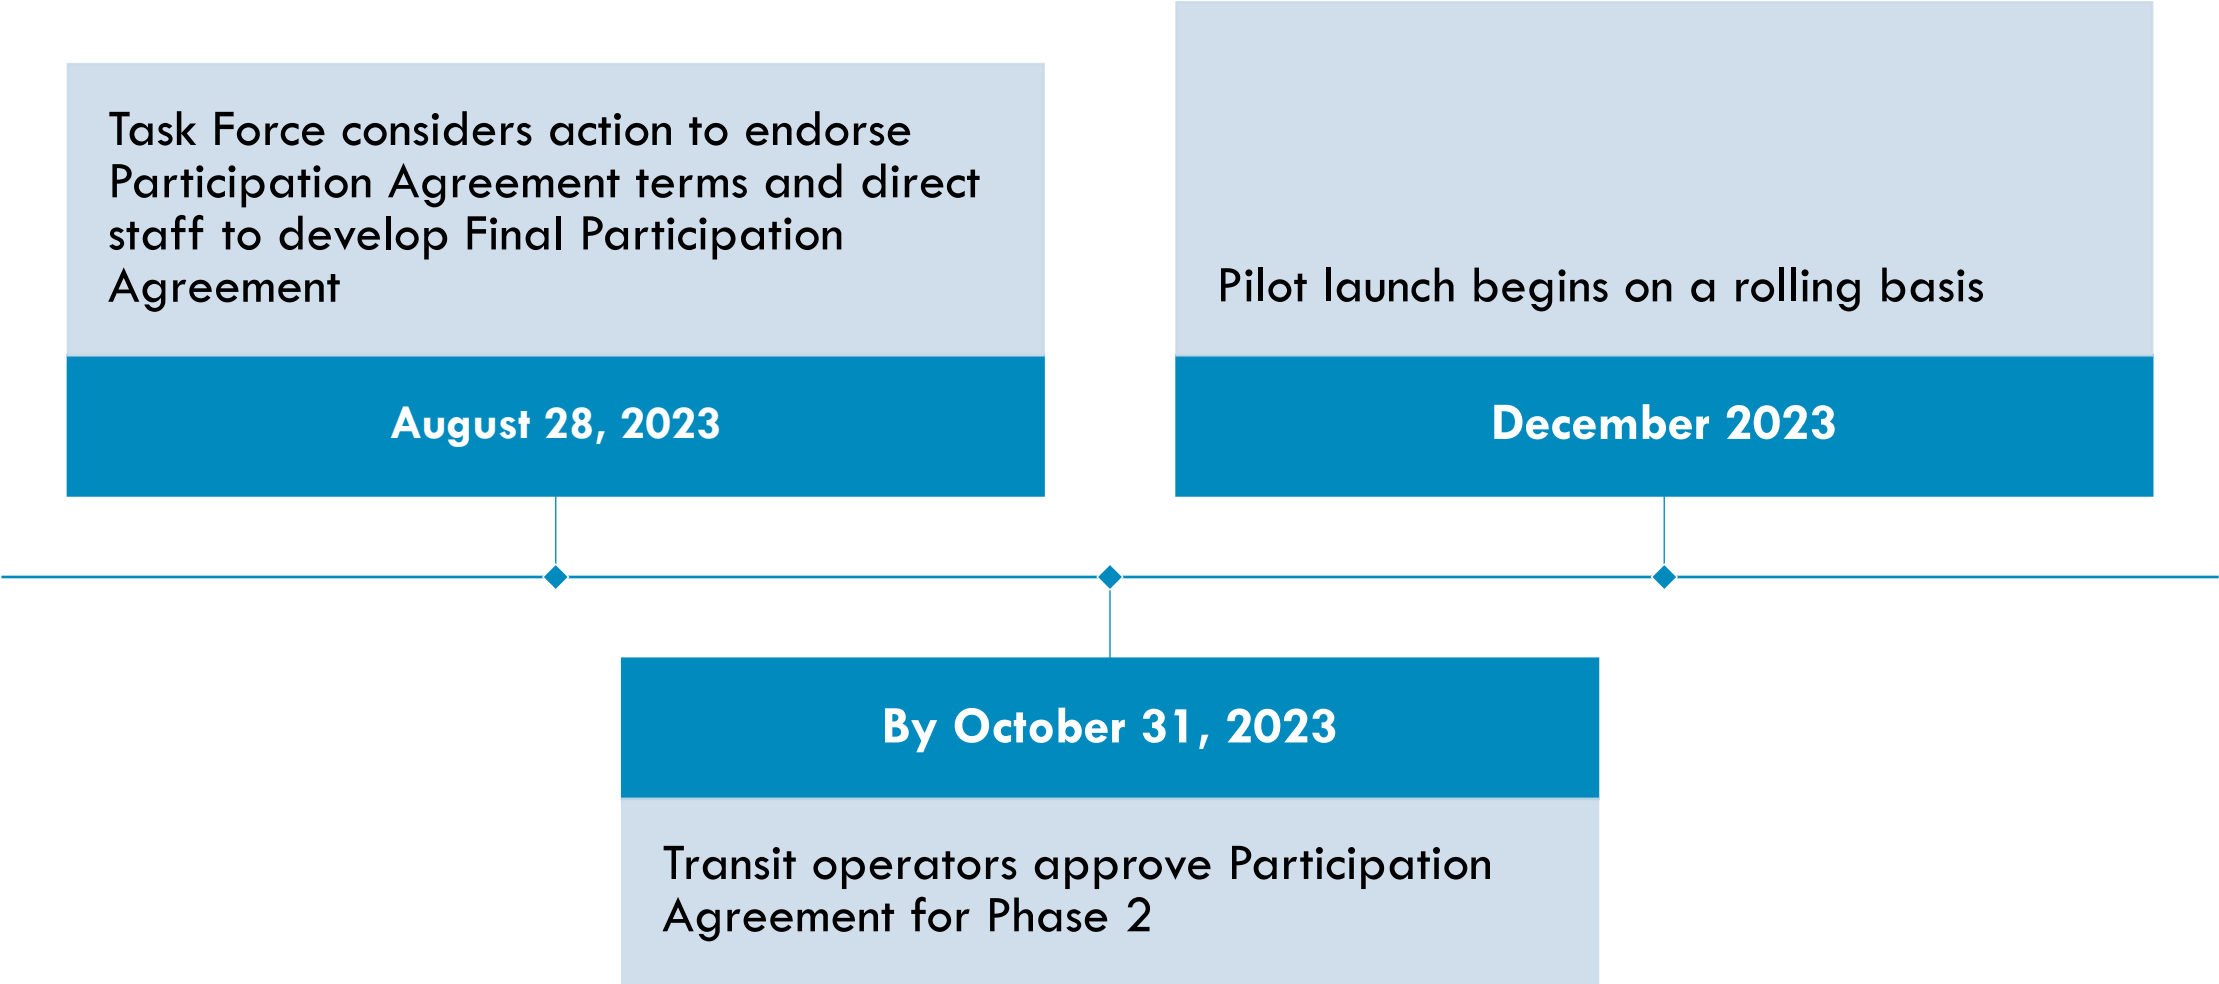 Task Force considers action to endorse
Participation Agreement terms and direct
staff to develop Final Participation
Agreement
August 28, 2023
By October 31, 2023
Transit operators approve Participation
Agreement for Phase 2
Pilot launch begins on a rolling basis
December 2023